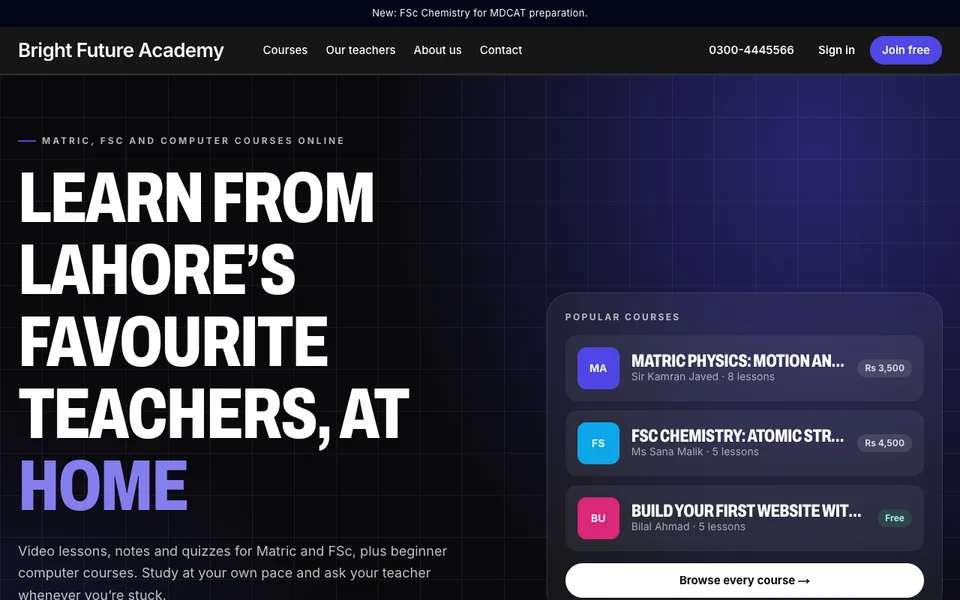 New: FSc Chemistry for MDCAT preparation.
Bright Future Academy
Courses
Our teachers
About us
Contact
0300-4445566
Sign in
Join free
MATRIC, FSC AND COMPUTER COURSES ONLINE
LEARN FROM
LAHORE’S
FAVOURITE
TEACHERS, AT
HOME
Video lessons, notes and quizzes for Matric and FSc, plus beginner
computer courses. Study at your own pace and ask your teacher
whenever you’re stuck.
POPULAR COURSES
MA
MATRIC PHYSICS: MOTION AN...
Sir Kamran Javed · 8 lessons
Rs 3,500
FS
FSC CHEMISTRY: ATOMIC STR...
Ms Sana Malik · 5 lessons
Rs 4,500
BU
BUILD YOUR FIRST WEBSITE WIT...
Bilal Ahmad · 5 lessons
Free
Browse every course →